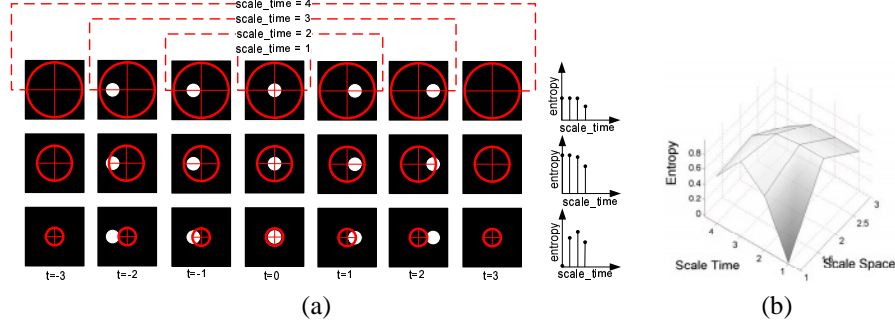 scale_time = 4
scale_time = 3
scale_time = 2
scale_time = 1
entropy
scale_time
entropy
scale_time
entropy
scale_time
t=-3 t=-2 t=-1 t=0 t=1 t=2 t=3
(a)
Entropy
0.8
0.6
0.4
0.2
0
4
3
2
1
Scale Time
3
2.5
2
1
Scale Space
(b)